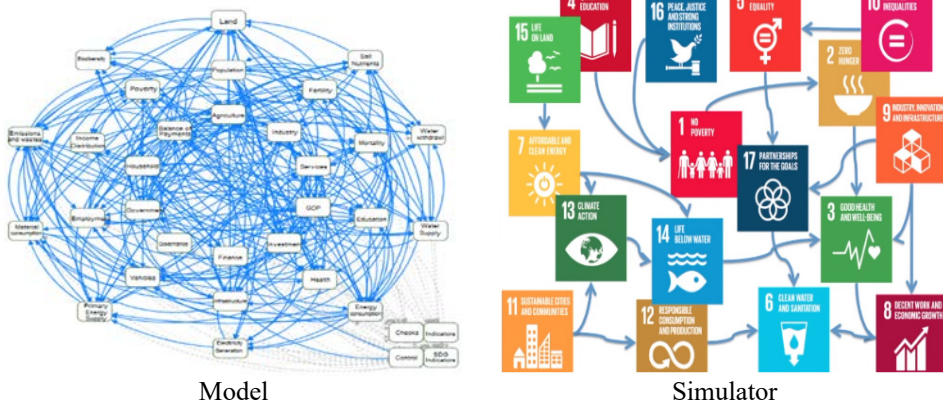 Land
Biodiversity
Soil
Nutrients
Population
Poverty
Fertility
Agriculture
Emissions
and wastes
Balance of
Payments
Industry
Water
withdrawl
Income
Distribution
Mortality
Household
Services
Material
consumption
Employment
Government
GDP
Education
Water
Supply
Governance
Investment
Finance
Vehicles
Health
Primary
Energy
Supply
Infrastructure
Energy
consumption
Electricity
Generation
Checks
Indicators
Control
SDG
Indicators
Model
4
EDUCATION
16 PEACE, JUSTICE
AND STRONG
INSTITUTIONS
5
EQUALITY
10
INEQUALITIES
15 LIFE
ON LAND
2 ZERO
HUNGER
9 INDUSTRY, INNOVATION
AND INFRASTRUCTURE
1 NO
POVERTY
7 AFFORDABLE AND
CLEAN ENERGY
17 PARTNERSHIPS
FOR THE GOALS
13 CLIMATE
ACTION
3 GOOD HEALTH
AND WELL-BEING
14 LIFE
BELOW WATER
11 SUSTAINABLE CITIES
AND COMMUNITIES
12 RESPONSIBLE
CONSUMPTION
AND PRODUCTION
6 CLEAN WATER
AND SANITATION
8 DECENT WORK AND
ECONOMIC GROWTH
Simulator